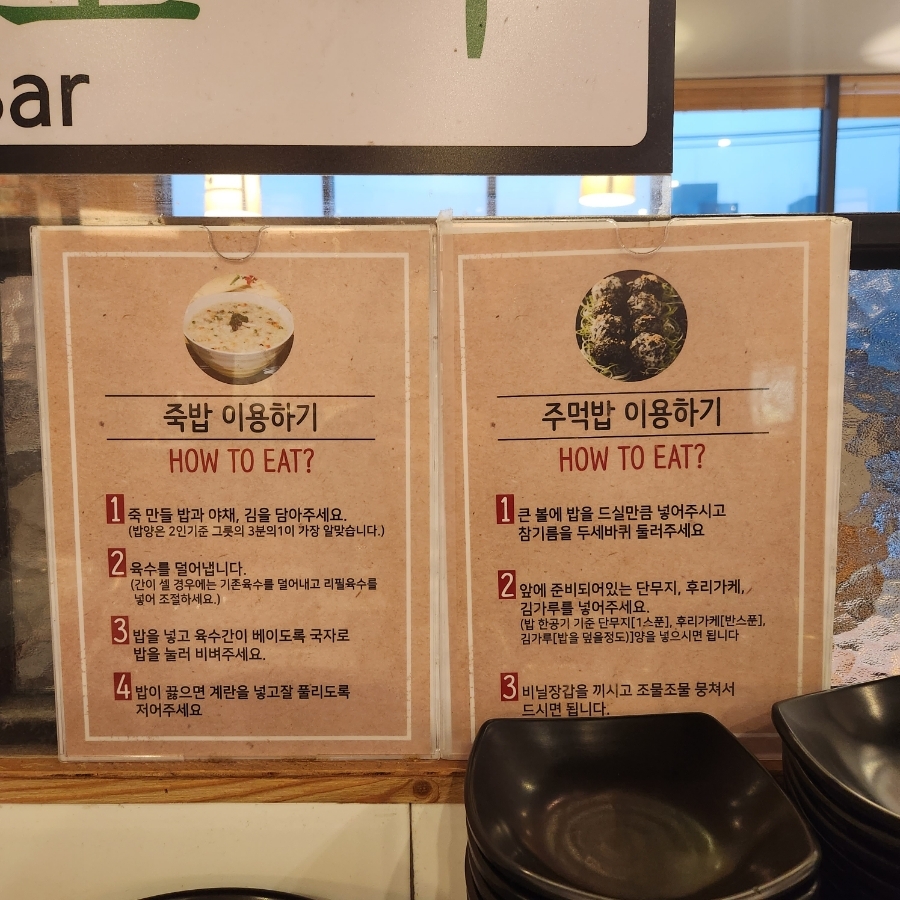 Bar
죽밥 이용하기
HOW TO EAT?
1 죽 만들 밥과 야채, 김을 담아주세요.
(밥양은 2인기준 그릇의 3분의1이 가장 알맞습니다.)
2 육수를 덜어냅니다.
(간이 셀 경우에는 기존육수를 덜어내고 리필육수를
넣어 조절하세요.)
3 밥을 넣고 육수간이 베이도록 국자로
밥을 눌러 비벼주세요.
4 밥이 끓으면 계란을 넣고잘 풀리도록
저어주세요
주먹밥 이용하기
HOW TO EAT?
1 큰 볼에 밥을 드실만큼 넣어주시고
참기름을 두세바퀴 둘러주세요
2 앞에 준비되어있는 단무지, 후리가케,
김가루를 넣어주세요.
(밥 한공기 기준 단무지[1스푼], 후리가케[반스푼],
김가루[밥을 덮을정도)]양을 넣으시면 됩니다
3 비닐장갑을 끼시고 조물조물 뭉쳐서
드시면 됩니다.